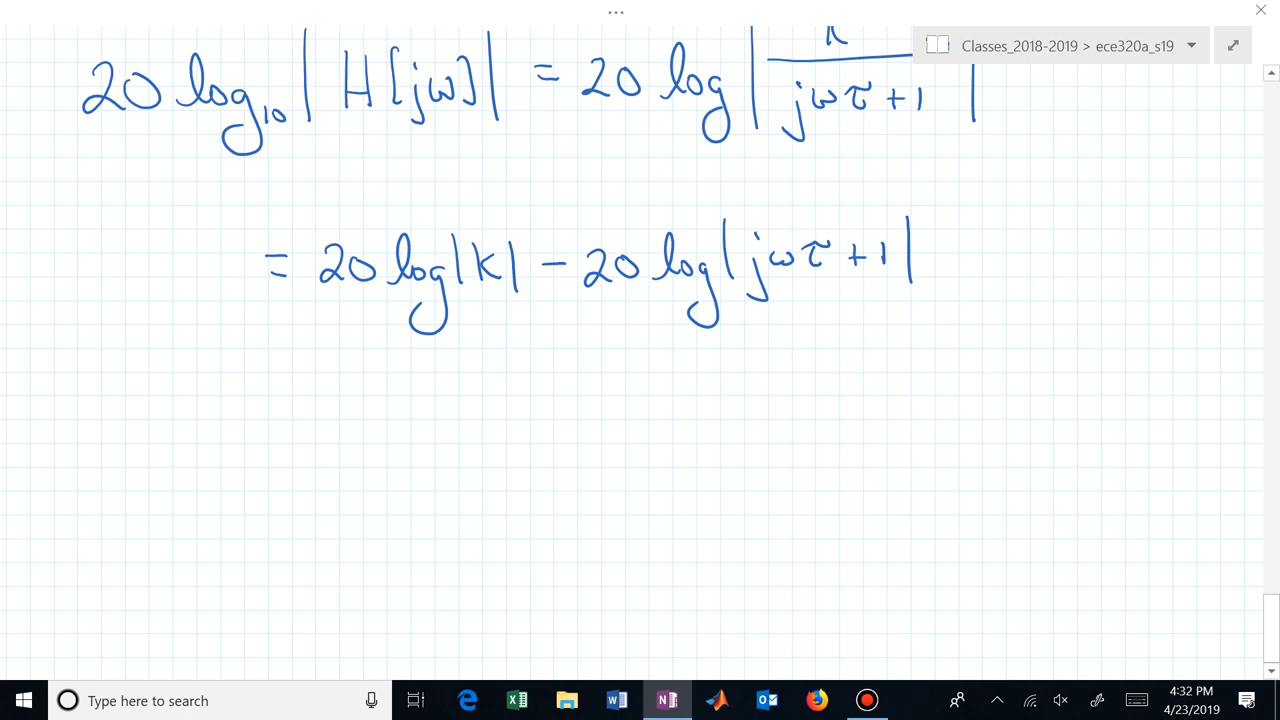 Classes_2018-2019 > ece320a_s19
20 log₁₀ | H[jω] | = 20 log | K / (jωτ + 1) |
= 20 log |K| − 20 log | jωτ + 1 |
Type here to search
4:32 PM
4/23/2019